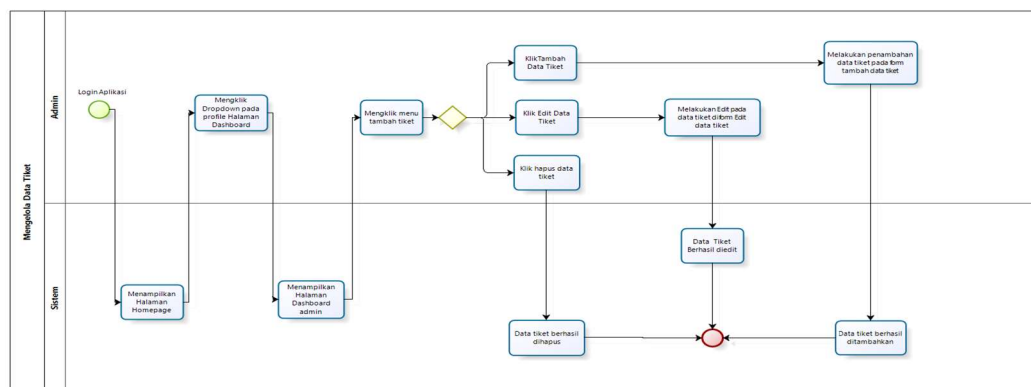 Mengelola Data Tiket
Admin
Sistem
Login Aplikasi
Menampilkan
Halaman
Homepage
Mengklik
Dropdown pada
profile Halaman
Dashboard
Menampilkan
Halaman
Dashboard
admin
Mengklik menu
tambah tiket
KlikTambah
Data Tiket
Klik Edit Data
Tiket
Klik hapus data
tiket
Melakukan penambahan
data tiket pada form
tambah data tiket
Melakukan Edit pada
data tiket diform Edit
data tiket
Data Tiket
Berhasil diedit
Data tiket berhasil
dihapus
Data tiket berhasil
ditambahkan